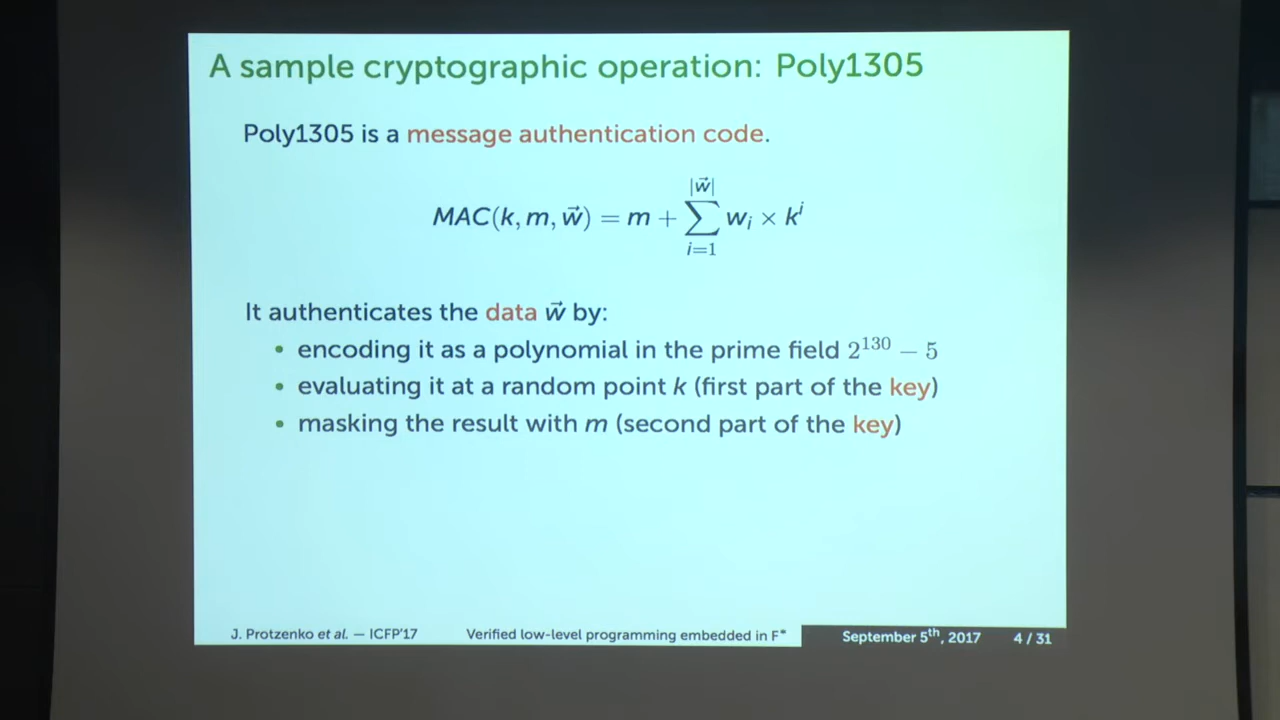 A sample cryptographic operation: Poly1305
Poly1305 is a message authentication code.
|w⃗|
MAC(k, m, w⃗) = m + ∑ wᵢ × kⁱ
i=1
It authenticates the data w⃗ by:
• encoding it as a polynomial in the prime field 2¹³⁰ − 5
• evaluating it at a random point k (first part of the key)
• masking the result with m (second part of the key)
J. Protzenko et al. — ICFP'17 Verified low-level programming embedded in F* September 5th, 2017 4 / 31